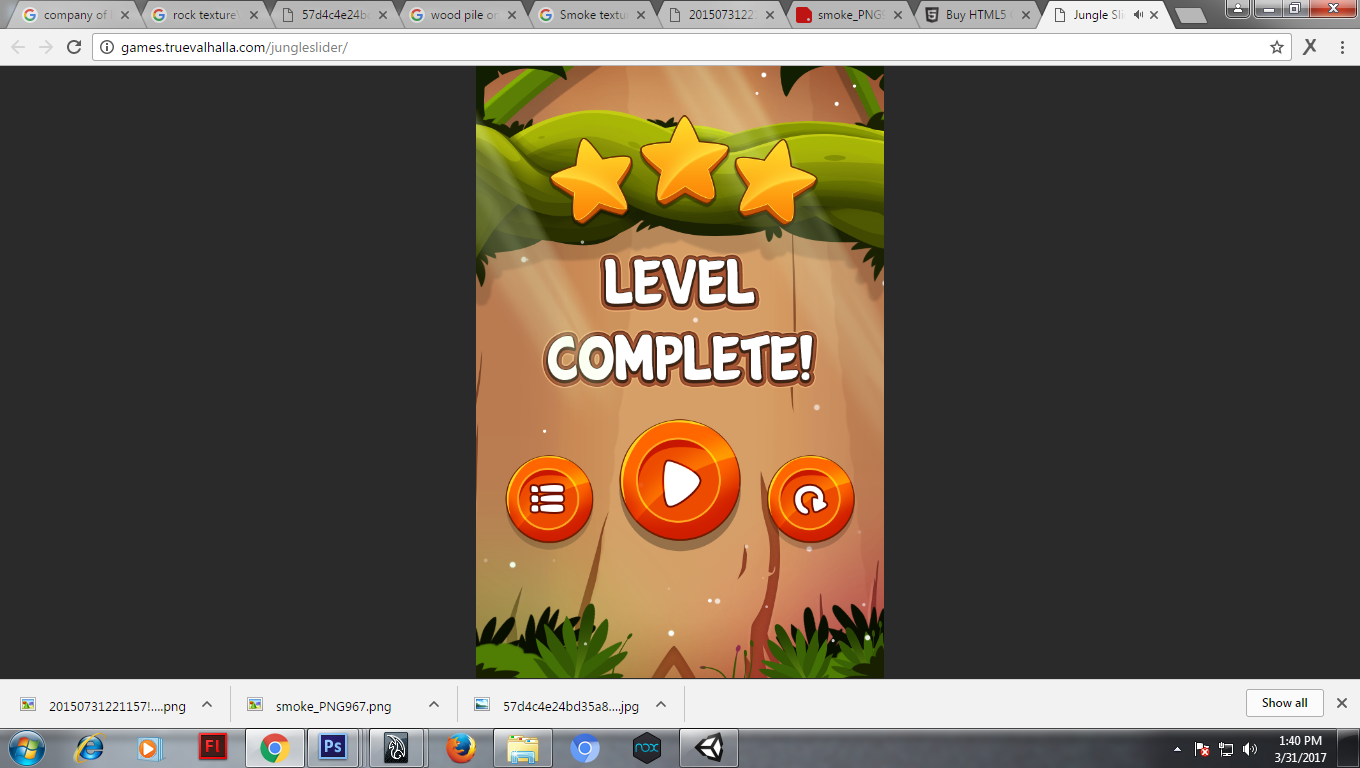 company of
rock texture
57d4c4e24b
wood pile or
Smoke textu
2015073122
smoke_PNG
Buy HTML5
Jungle Sli
games.truevalhalla.com/jungleslider/
LEVEL
COMPLETE!
20150731221157!....png
smoke_PNG967.png
57d4c4e24bd35a8....jpg
Show all
Fl
Ps
nox
1:40 PM
3/31/2017